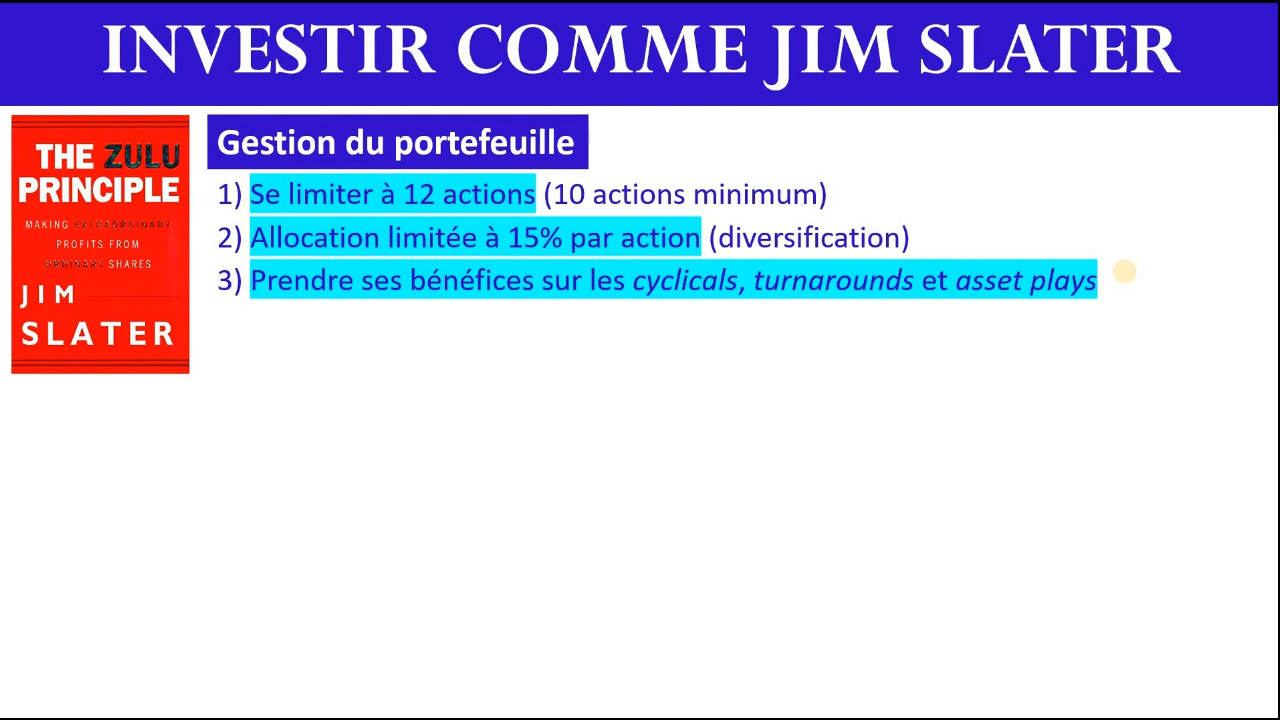 INVESTIR COMME JIM SLATER
THE ZULU
PRINCIPLE
MAKING EXTRAORDINARY
PROFITS FROM
ORDINARY SHARES
JIM
SLATER
Gestion du portefeuille
1) Se limiter à 12 actions (10 actions minimum)
2) Allocation limitée à 15% par action (diversification)
3) Prendre ses bénéfices sur les cyclicals, turnarounds et asset plays